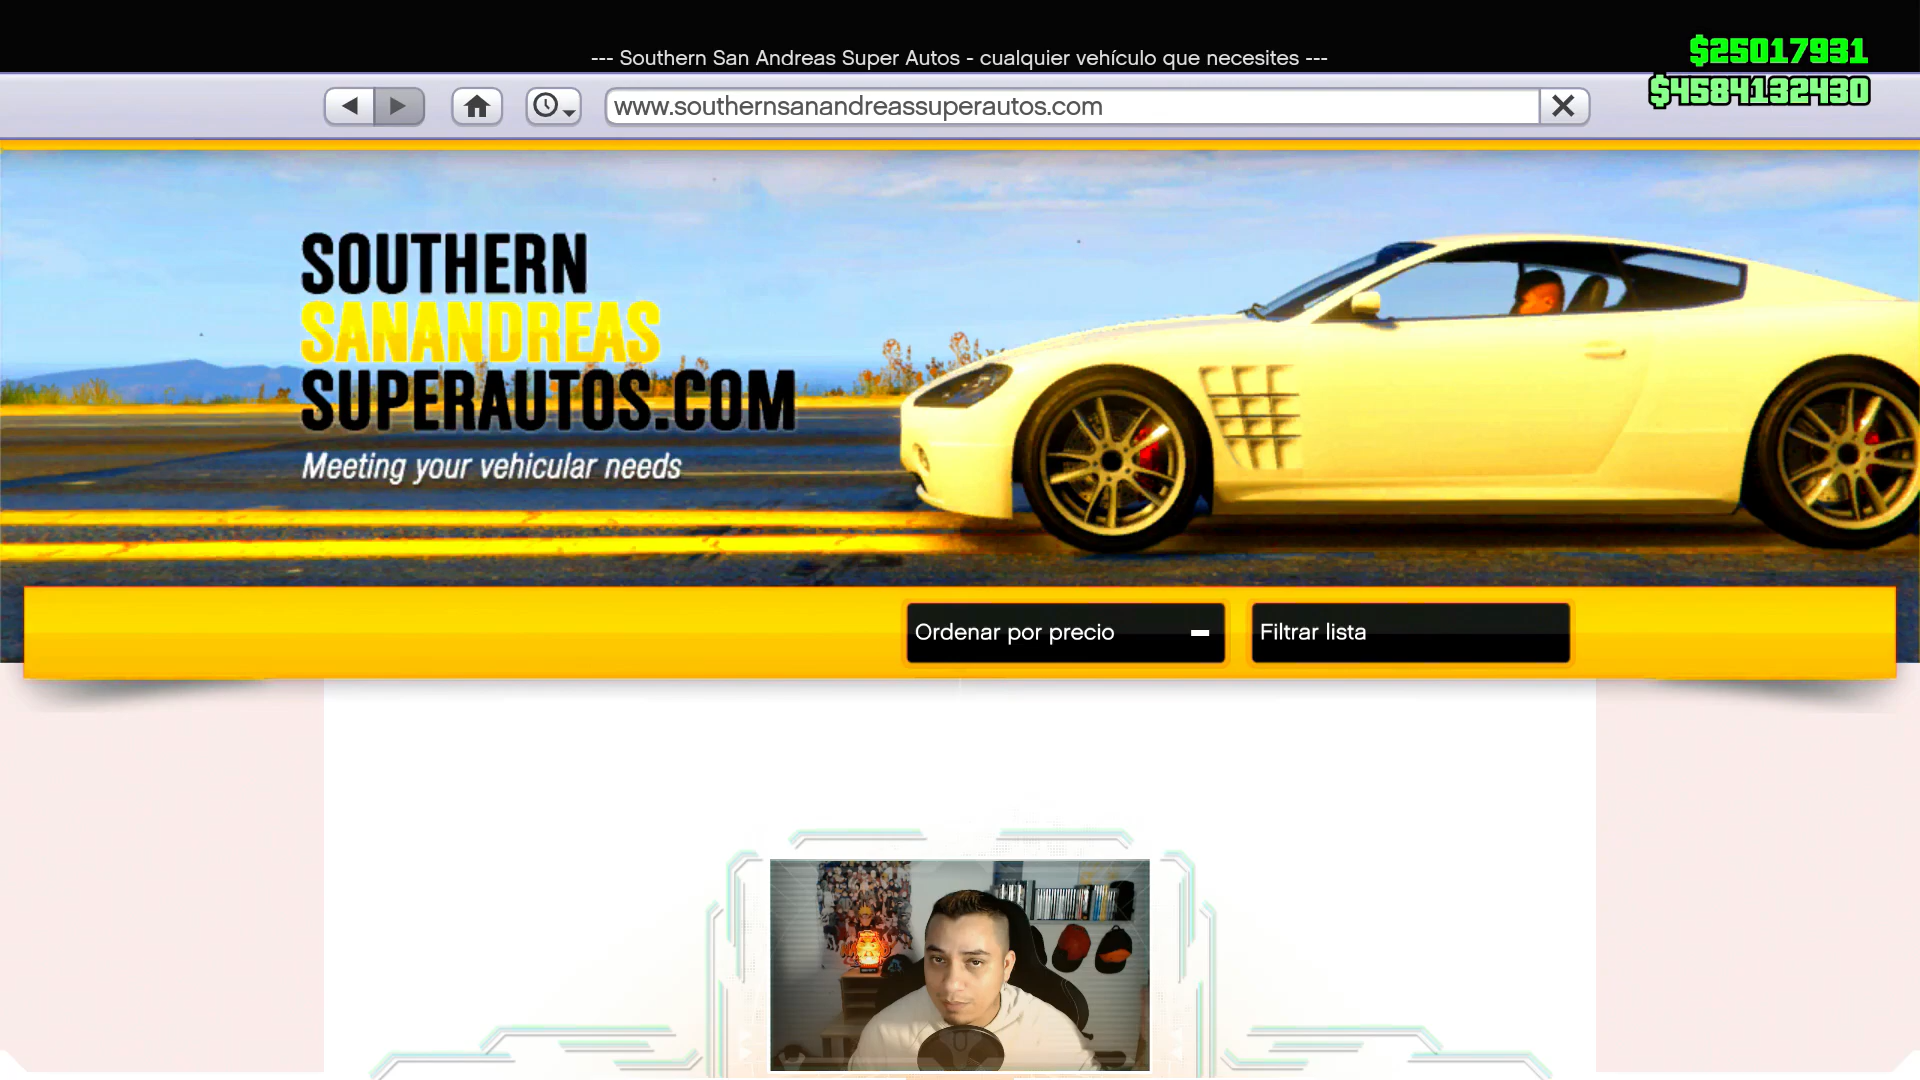 --- Southern San Andreas Super Autos - cualquier vehículo que necesites ---
$25017931
$4584132430
www.southernsanandreassuperautos.com
SOUTHERN
SANANDREAS
SUPERAUTOS.COM
Meeting your vehicular needs
Ordenar por precio
Filtrar lista